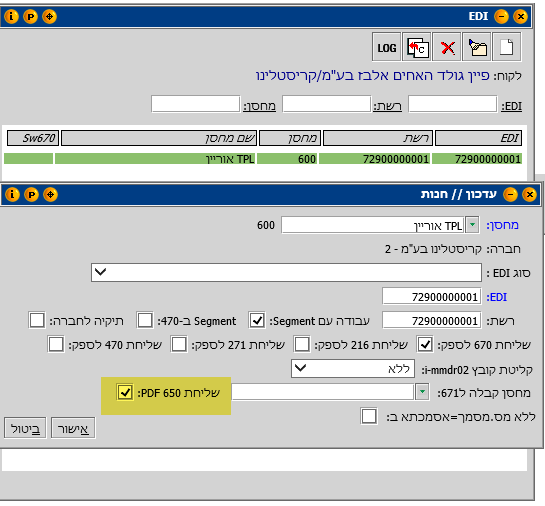 EDI
LOG
לקוח: פיין גולד האחים אלבז בע"מ/קריסטלינו
EDI: רשת: מחסן:
EDI רשת מחסן שם מחסן Sw670
72900000001 72900000001 600 TPL אוריין
עדכון // חנות
מחסן: TPL אוריין 600
חברה: קריסטלינו בע"מ - 2
סוג EDI :
EDI: 72900000001
רשת: 72900000001 עבודה עם Segment: Segment ב-470: תיקיה לחברה:
שליחת 670 לספק: שליחת 216 לספק: שליחת 271 לספק: שליחת 470 לספק:
קליטת קובץ i-mmdr02: ללא
מחסן קבלה ל671: שליחת PDF 650:
ללא מס.מסמך=אסמכתא ב:
אישור ביטול